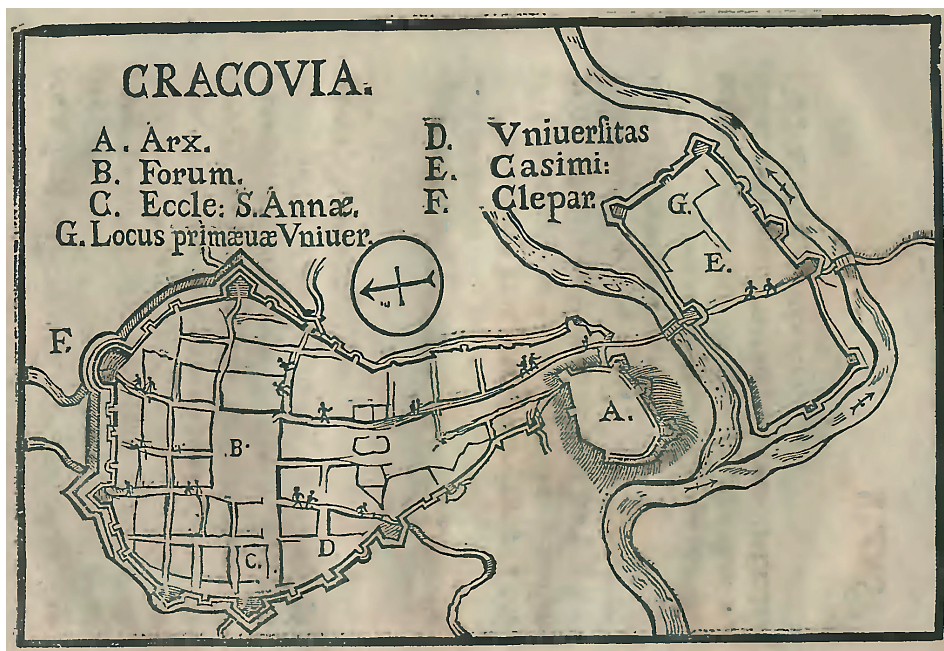 CRACOVIA.
A. Arx.
B. Forum.
C. Eccle: S. Annæ.
G. Locus primæuæ Vniuer.
D. Vniuerſitas
E. Casimi:
F. Clepar.
G.
E.
F.
A.
B.
C.
D